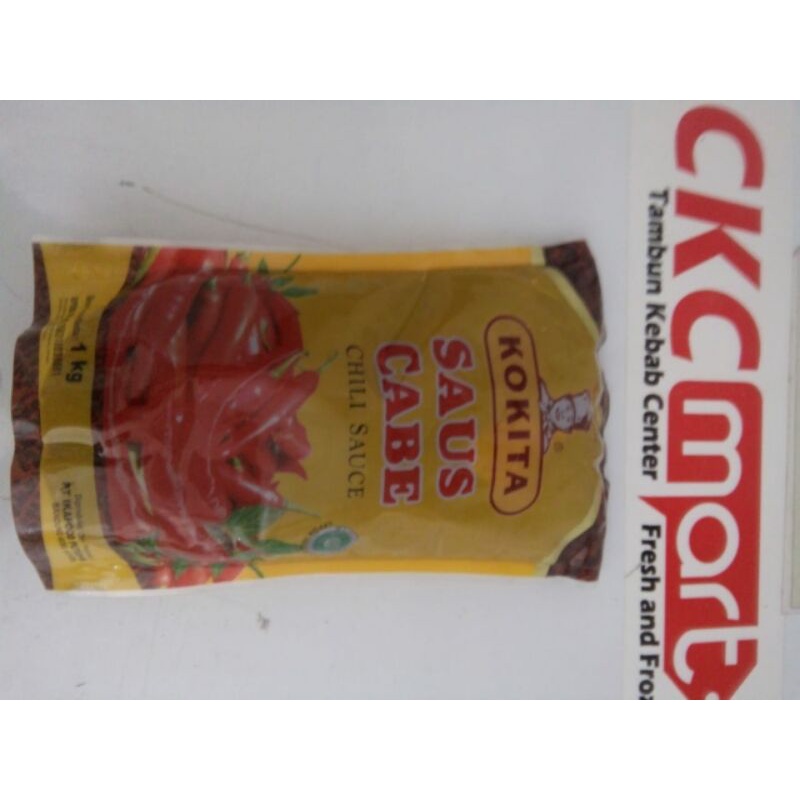 CKCmart
Tambun Kebab Center Fresh and Fro
KOKITA
®
SAUS
CABE
CHILI SAUCE
1 kg